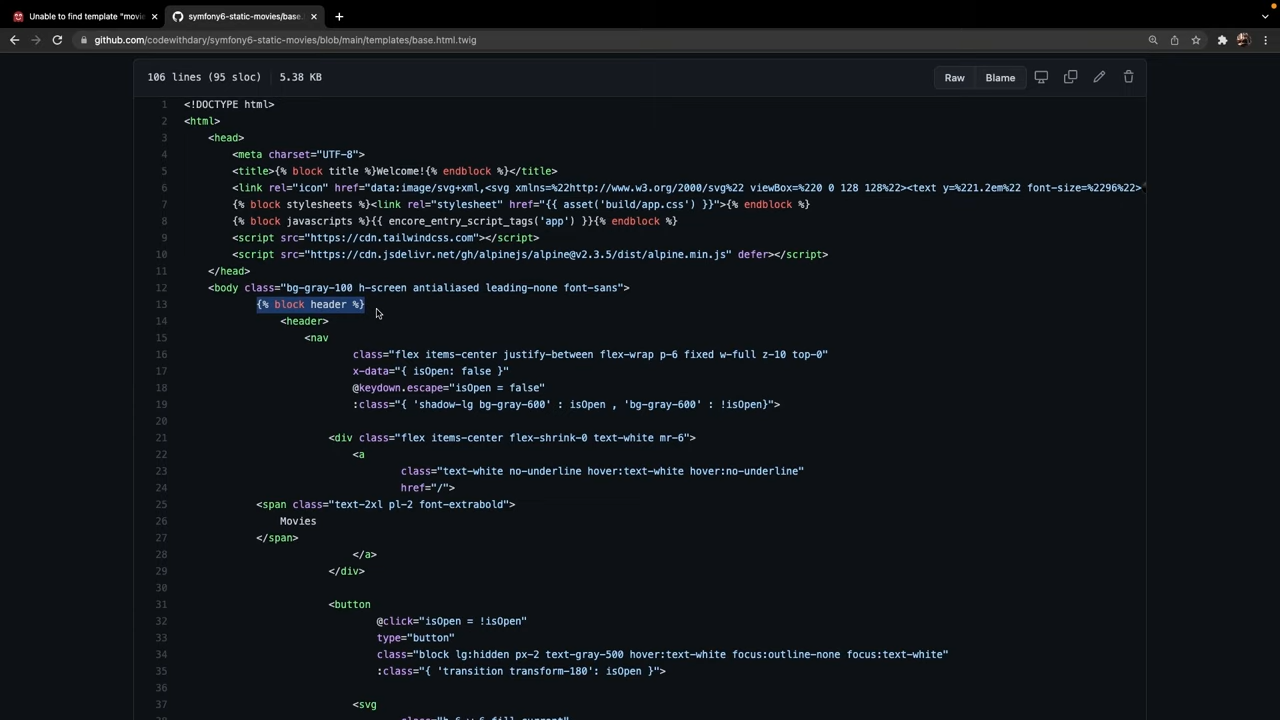 Unable to find template "movie
symfony6-static-movies/base.
github.com/codewithdary/symfony6-static-movies/blob/main/templates/base.html.twig
106 lines (95 sloc) 5.38 KB
Raw Blame
1 <!DOCTYPE html>
2 <html>
3 <head>
4 <meta charset="UTF-8">
5 <title>{% block title %}Welcome!{% endblock %}</title>
6 <link rel="icon" href="data:image/svg+xml,<svg xmlns=%22http://www.w3.org/2000/svg%22 viewBox=%220 0 128 128%22><text y=%221.2em%22 font-size=%2296%22>
7 {% block stylesheets %}<link rel="stylesheet" href="{{ asset('build/app.css') }}">{% endblock %}
8 {% block javascripts %}{{ encore_entry_script_tags('app') }}{% endblock %}
9 <script src="https://cdn.tailwindcss.com"></script>
10 <script src="https://cdn.jsdelivr.net/gh/alpinejs/alpine@v2.3.5/dist/alpine.min.js" defer></script>
11 </head>
12 <body class="bg-gray-100 h-screen antialiased leading-none font-sans">
13 {% block header %}
14 <header>
15 <nav
16 class="flex items-center justify-between flex-wrap p-6 fixed w-full z-10 top-0"
17 x-data="{ isOpen: false }"
18 @keydown.escape="isOpen = false"
19 :class="{ 'shadow-lg bg-gray-600' : isOpen , 'bg-gray-600' : !isOpen}">
20
21 <div class="flex items-center flex-shrink-0 text-white mr-6">
22 <a
23 class="text-white no-underline hover:text-white hover:no-underline"
24 href="/">
25 <span class="text-2xl pl-2 font-extrabold">
26 Movies
27 </span>
28 </a>
29 </div>
30
31 <button
32 @click="isOpen = !isOpen"
33 type="button"
34 class="block lg:hidden px-2 text-gray-500 hover:text-white focus:outline-none focus:text-white"
35 :class="{ 'transition transform-180': isOpen }">
36
37 <svg